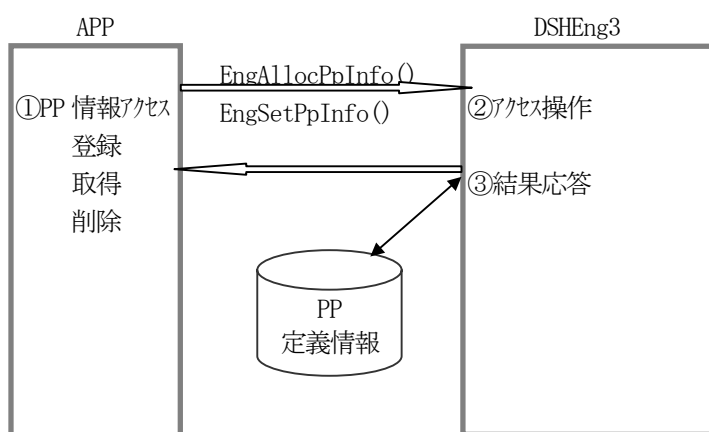 APP
DSHEng3
EngAllocPpInfo()
①PP 情報アクセス
EngSetPpInfo()
②アクセス操作
登録
取得
③結果応答
削除
PP
定義情報